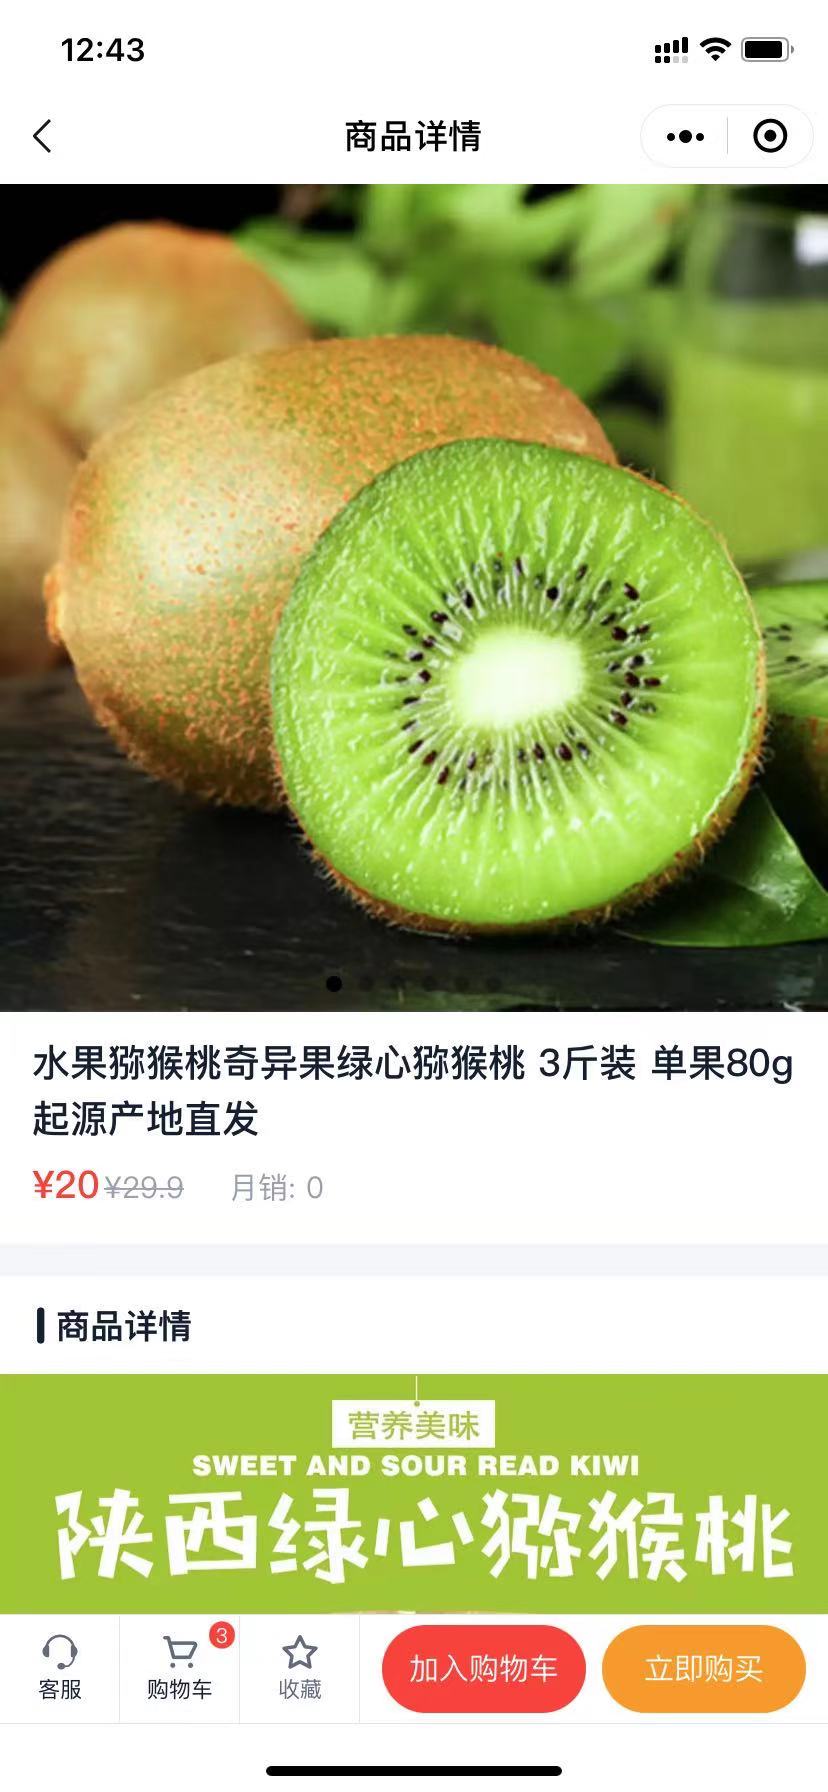 12:43
商品详情
水果猕猴桃奇异果绿心猕猴桃 3斤装 单果80g
起源产地直发
¥20 ¥29.9 月销: 0
商品详情
营养美味
SWEET AND SOUR READ KIWI
陕西绿心猕猴桃
3
客服 购物车 收藏 加入购物车 立即购买